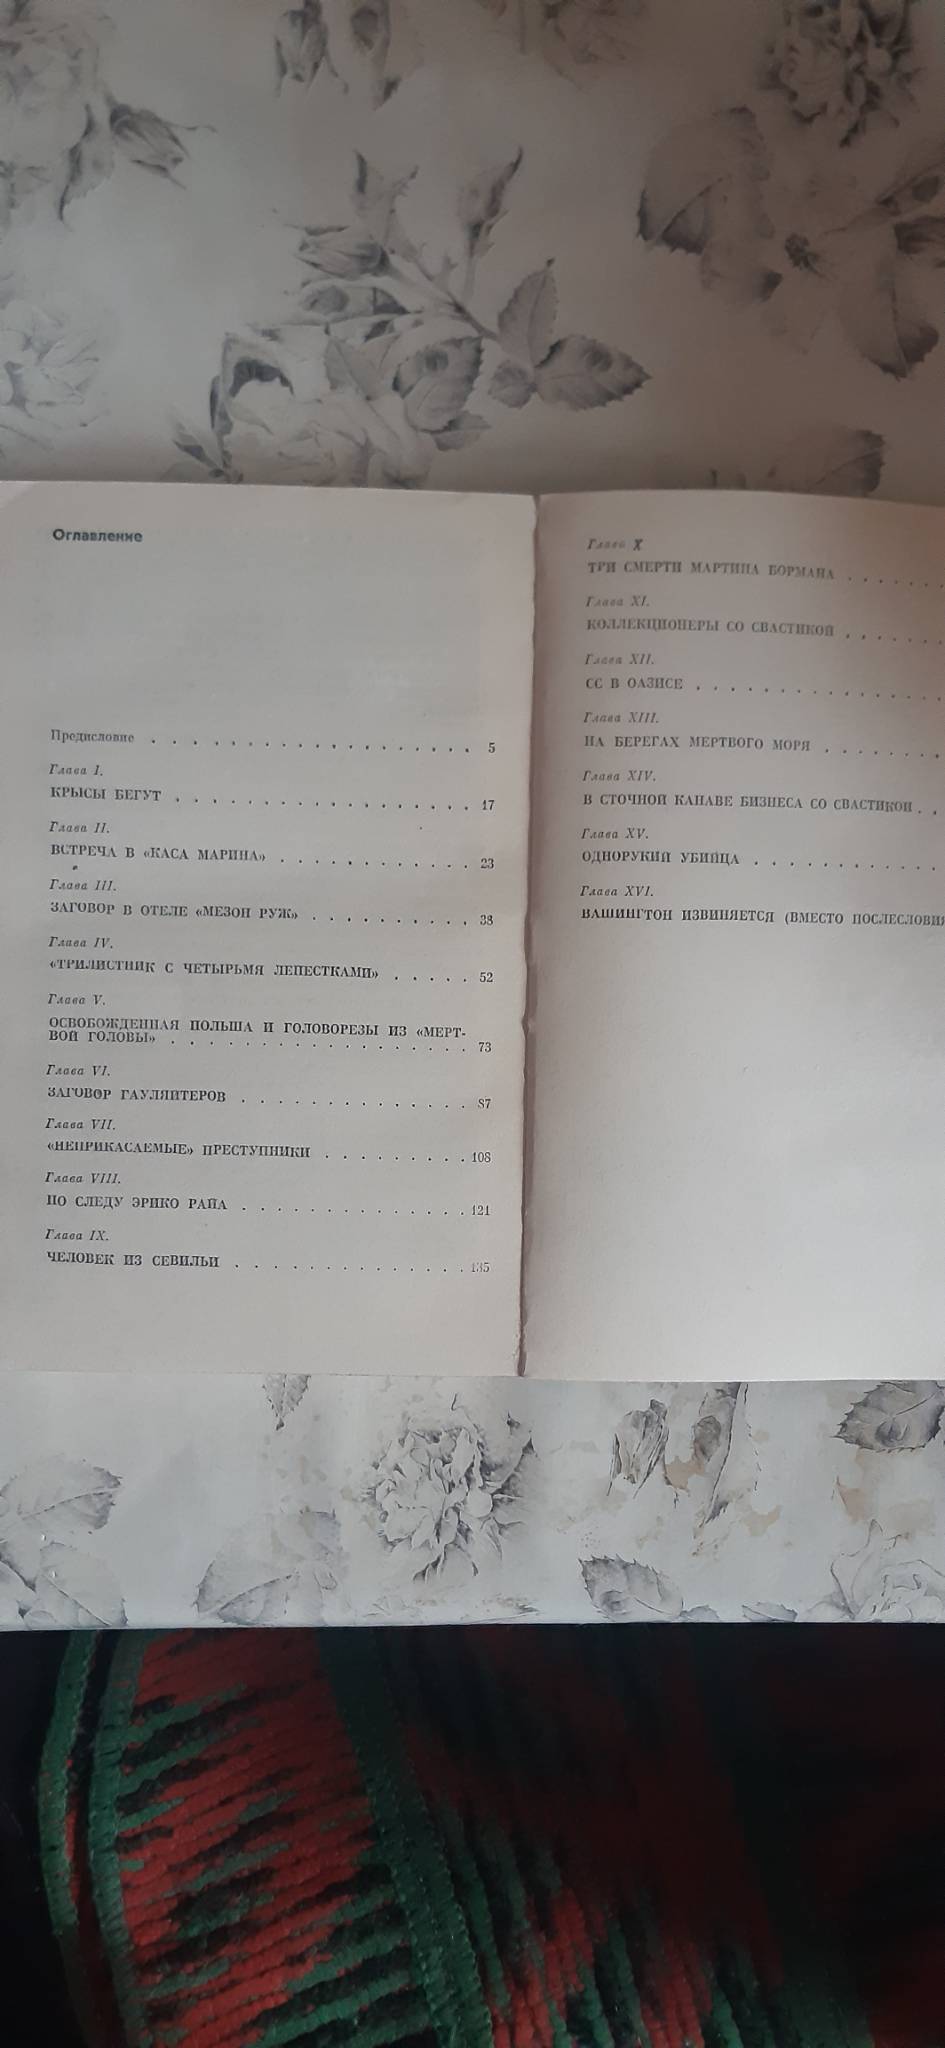 Оглавление
Предисловие . . . . . . . . . . . . . . . . . . 5
Глава I.
КРЫСЫ БЕГУТ . . . . . . . . . . . . . . . . . 17
Глава II.
ВСТРЕЧА В «КАСА МАРИНА» . . . . . . . . . . . 23
Глава III.
ЗАГОВОР В ОТЕЛЕ «МЕЗОН РУЖ» . . . . . . . . . 38
Глава IV.
«ТРИЛИСТНИК С ЧЕТЫРЬМЯ ЛЕПЕСТКАМИ» . . . . . 52
Глава V.
ОСВОБОЖДЕННАЯ ПОЛЬША И ГОЛОВОРЕЗЫ ИЗ «МЕРТ-
ВОЙ ГОЛОВЫ» . . . . . . . . . . . . . . . . . 73
Глава VI.
ЗАГОВОР ГАУЛЯЙТЕРОВ . . . . . . . . . . . . . 87
Глава VII.
«НЕПРИКАСАЕМЫЕ» ПРЕСТУПНИКИ . . . . . . . . . 108
Глава VIII.
ПО СЛЕДУ ЭРИКО РАПА . . . . . . . . . . . . . 121
Глава IX.
ЧЕЛОВЕК ИЗ СЕВИЛЬИ . . . . . . . . . . . . . 135
Глава X
ТРИ СМЕРТИ МАРТИНА БОРМАНА . . . . . .
Глава XI.
КОЛЛЕКЦИОНЕРЫ СО СВАСТИКОЙ . . . . . .
Глава XII.
СС В ОАЗИСЕ . . . . . . . . . . . . . .
Глава XIII.
НА БЕРЕГАХ МЕРТВОГО МОРЯ . . . . . . .
Глава XIV.
В СТОЧНОЙ КАНАВЕ БИЗНЕСА СО СВАСТИКОЙ . .
Глава XV.
ОДНОРУКИЙ УБИЙЦА . . . . . . . . . . .
Глава XVI.
ВАШИНГТОН ИЗВИНЯЕТСЯ (ВМЕСТО ПОСЛЕСЛОВИЯ